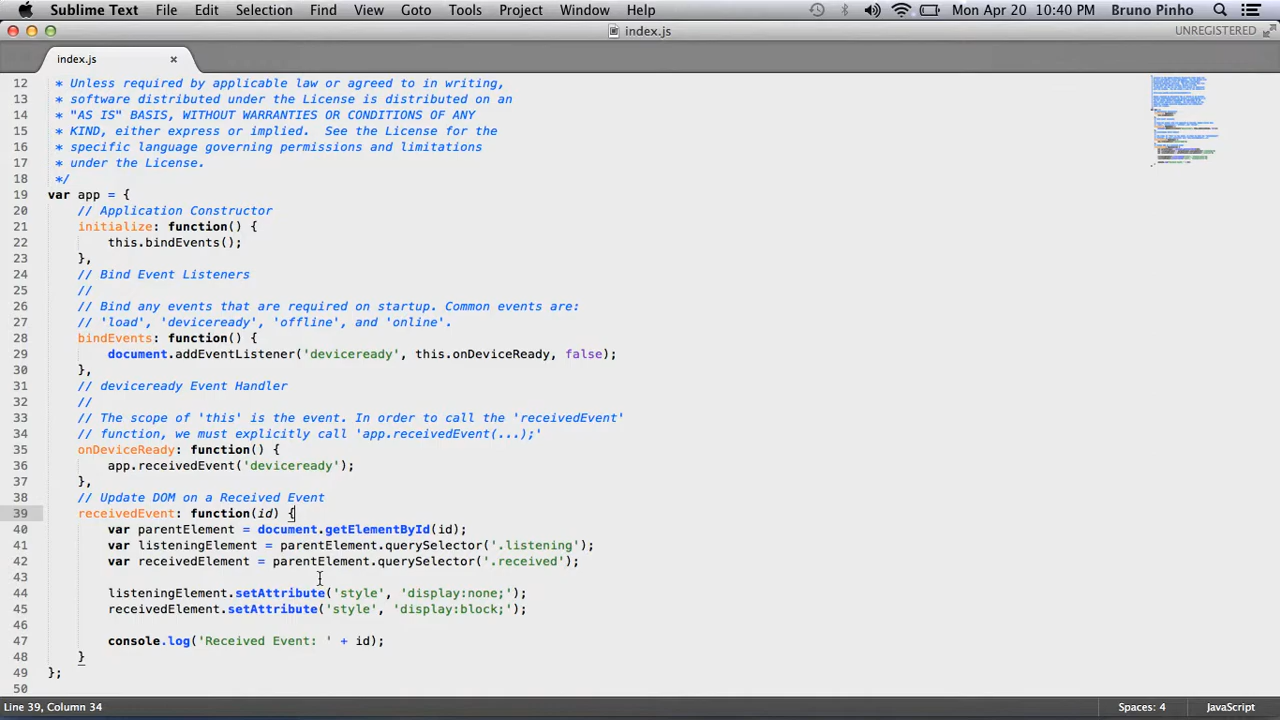 Sublime Text File Edit Selection Find View Goto Tools Project Window Help Mon Apr 20 10:40 PM Bruno Pinho
index.js UNREGISTERED
index.js ×
12 * Unless required by applicable law or agreed to in writing,
13 * software distributed under the License is distributed on an
14 * "AS IS" BASIS, WITHOUT WARRANTIES OR CONDITIONS OF ANY
15 * KIND, either express or implied.  See the License for the
16 * specific language governing permissions and limitations
17 * under the License.
18 */
19 var app = {
20 // Application Constructor
21 initialize: function() {
22 this.bindEvents();
23 },
24 // Bind Event Listeners
25 //
26 // Bind any events that are required on startup. Common events are:
27 // 'load', 'deviceready', 'offline', and 'online'.
28 bindEvents: function() {
29 document.addEventListener('deviceready', this.onDeviceReady, false);
30 },
31 // deviceready Event Handler
32 //
33 // The scope of 'this' is the event. In order to call the 'receivedEvent'
34 // function, we must explicitly call 'app.receivedEvent(...);'
35 onDeviceReady: function() {
36 app.receivedEvent('deviceready');
37 },
38 // Update DOM on a Received Event
39 receivedEvent: function(id) {
40 var parentElement = document.getElementById(id);
41 var listeningElement = parentElement.querySelector('.listening');
42 var receivedElement = parentElement.querySelector('.received');
43
44 listeningElement.setAttribute('style', 'display:none;');
45 receivedElement.setAttribute('style', 'display:block;');
46
47 console.log('Received Event: ' + id);
48 }
49 };
50
Line 39, Column 34 Spaces: 4 JavaScript